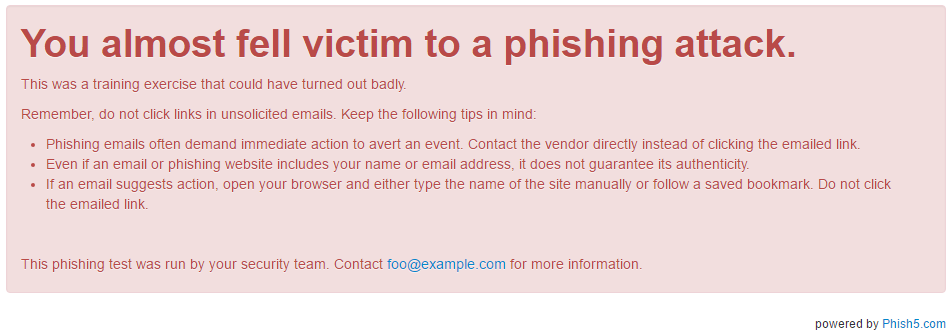 You almost fell victim to a phishing attack.
This was a training exercise that could have turned out badly.
Remember, do not click links in unsolicited emails. Keep the following tips in mind:
• Phishing emails often demand immediate action to avert an event. Contact the vendor directly instead of clicking the emailed link.
• Even if an email or phishing website includes your name or email address, it does not guarantee its authenticity.
• If an email suggests action, open your browser and either type the name of the site manually or follow a saved bookmark. Do not click
the emailed link.
This phishing test was run by your security team. Contact foo@example.com for more information.
powered by Phish5.com